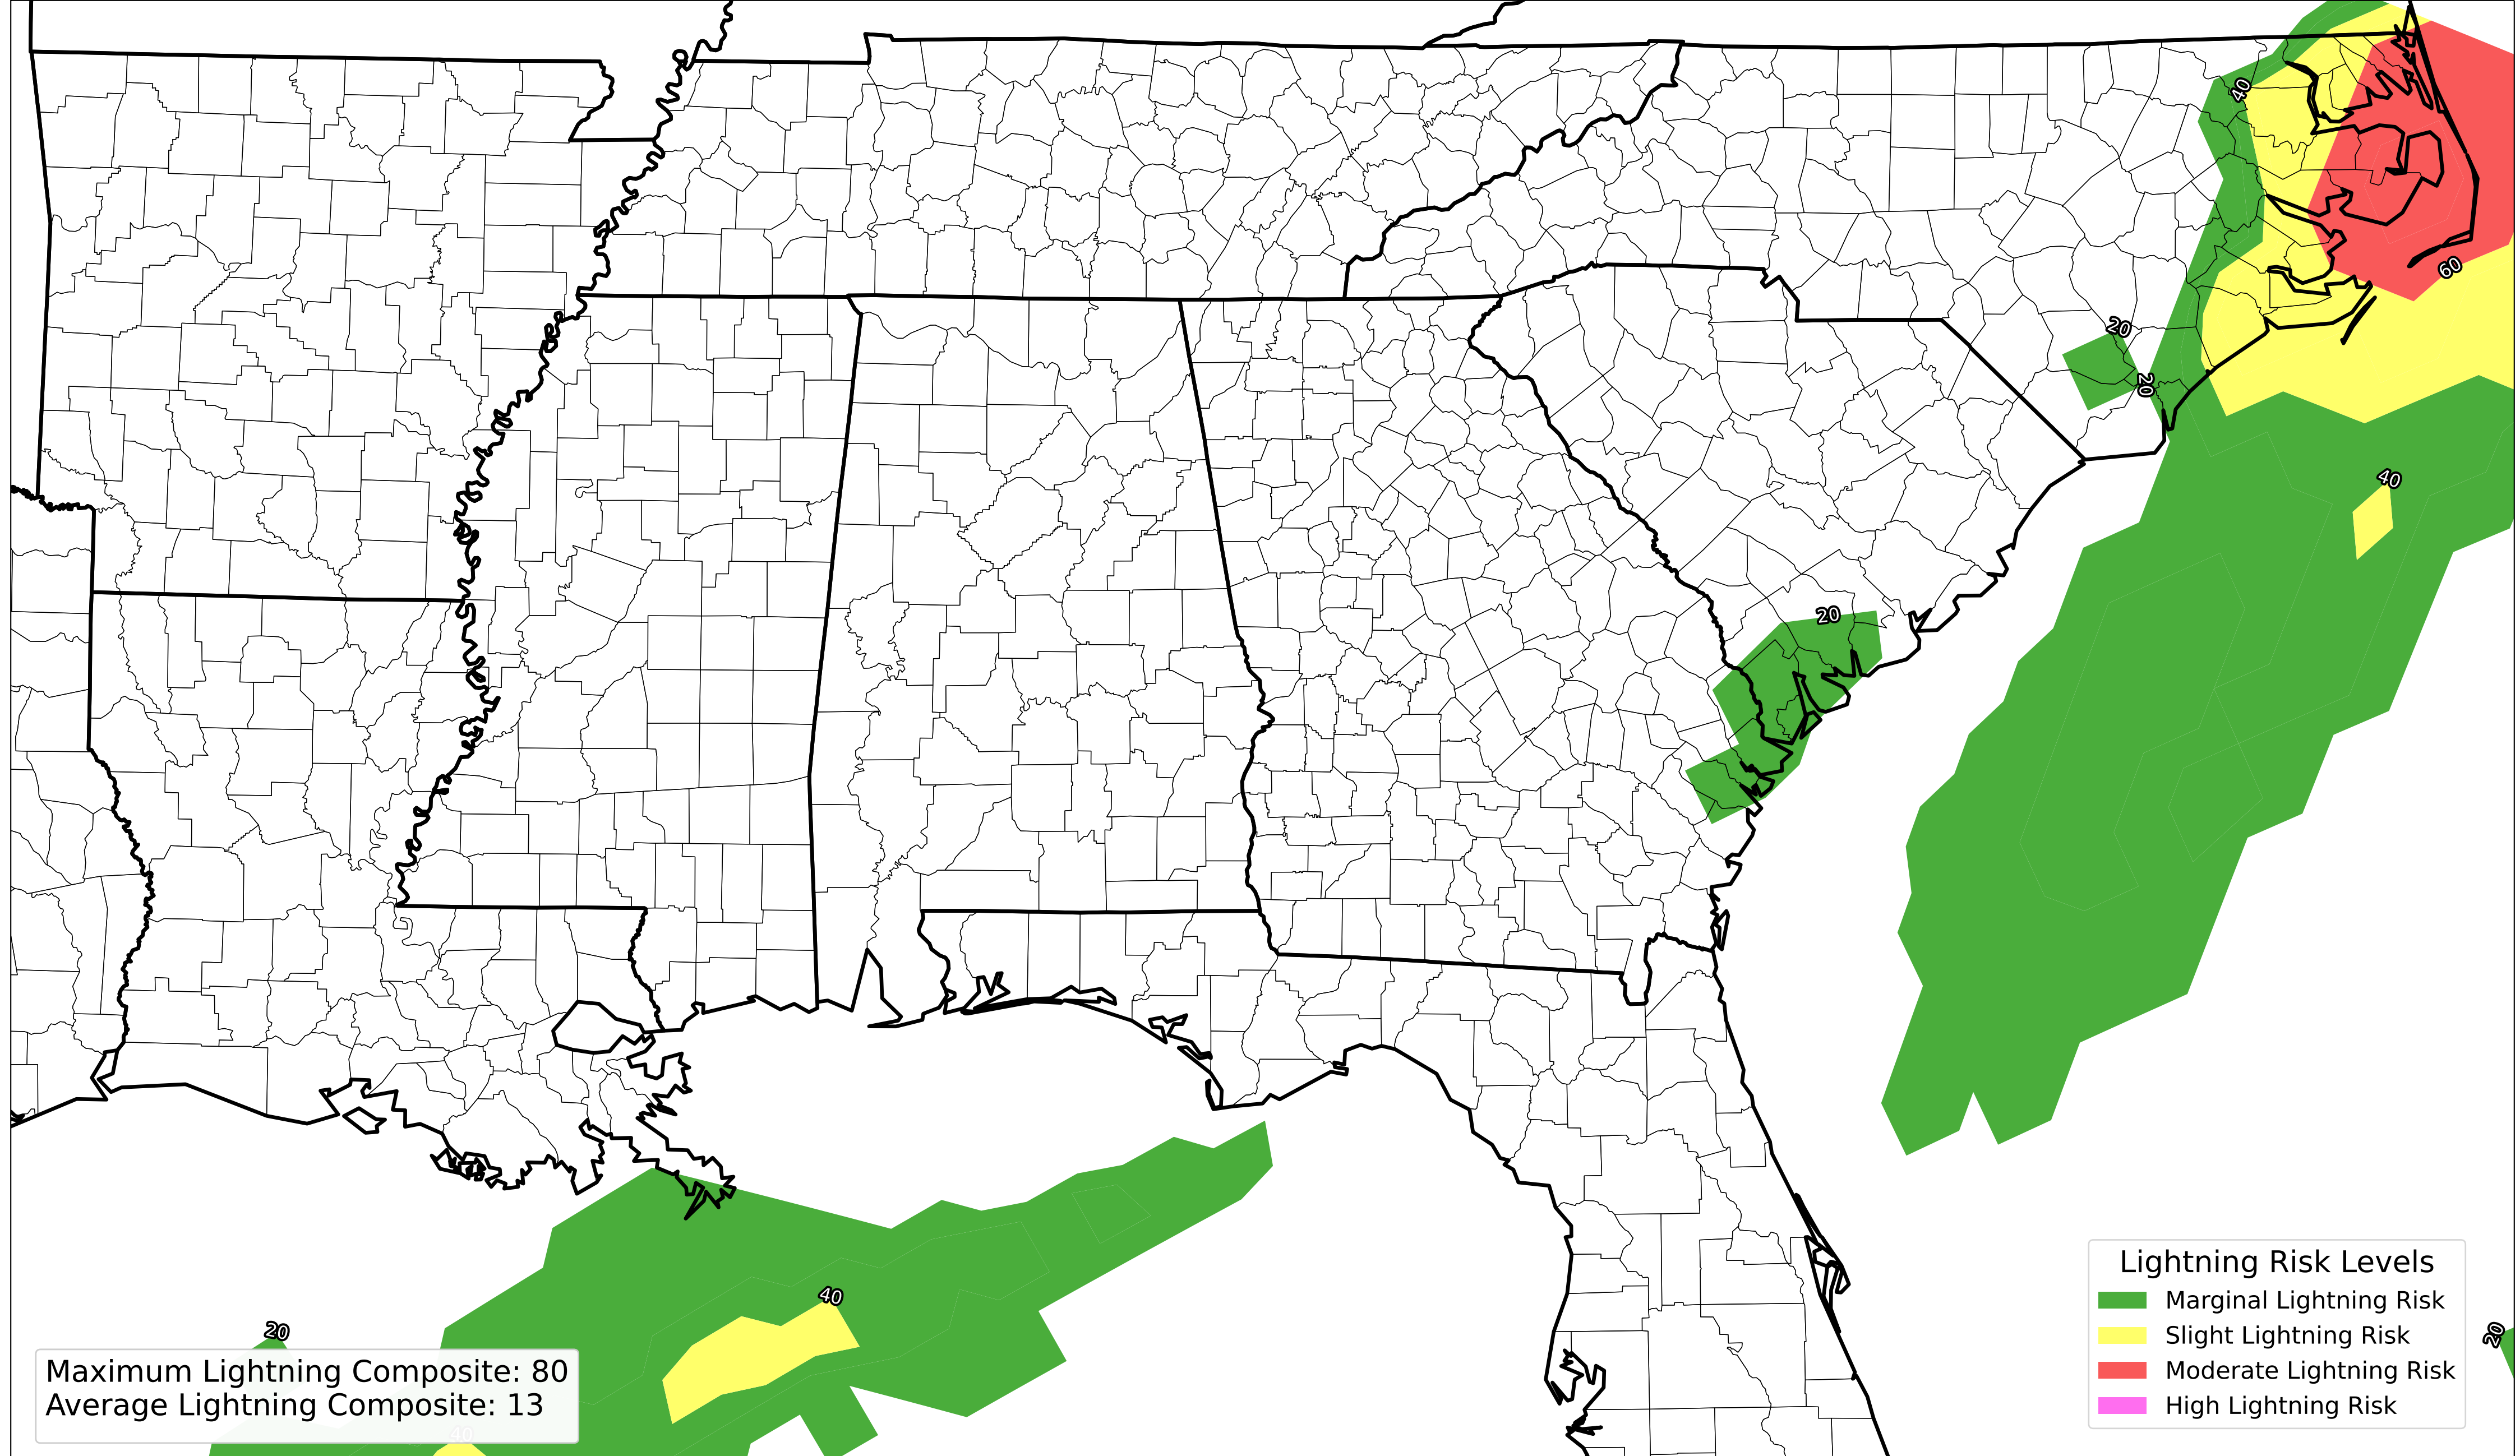 40
60
20
20
40
20
40
20
20
40
Maximum Lightning Composite: 80
Average Lightning Composite: 13
Lightning Risk Levels
Marginal Lightning Risk
Slight Lightning Risk
Moderate Lightning Risk
High Lightning Risk